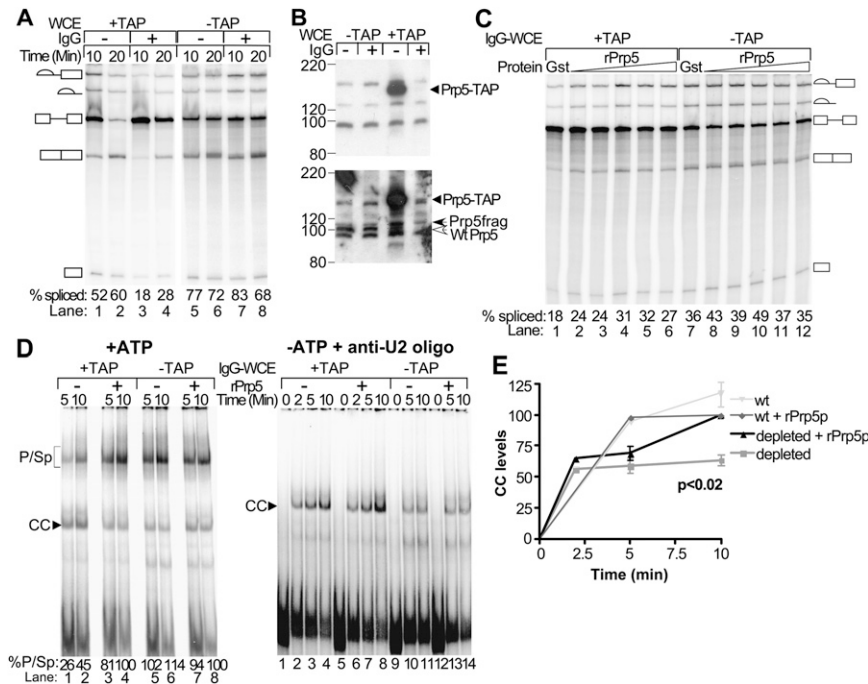 A
WCE +TAP -TAP
IgG - + - +
Time (Min) 10 20 10 20 10 20 10 20
% spliced: 52 60 18 28 77 72 83 68
Lane: 1 2 3 4 5 6 7 8
B
WCE -TAP +TAP
IgG - + - +
220
Prp5-TAP
120
100
80
220
Prp5-TAP
120
Prp5frag
100
Wt Prp5
80
C
IgG-WCE +TAP -TAP
Protein Gst rPrp5 Gst rPrp5
% spliced: 18 24 24 31 32 27 36 43 39 49 37 35
Lane: 1 2 3 4 5 6 7 8 9 10 11 12
D
+ATP
+TAP -TAP IgG-WCE
+ + rPrp5
5 10 5 10 5 10 5 10 Time (Min)
P/Sp
CC
%P/Sp: 26 45 81 100 102 114 94 100
Lane: 1 2 3 4 5 6 7 8
-ATP + anti-U2 oligo
+TAP -TAP
+ +
0 2 5 10 0 2 5 10 0 5 10 0 5 10
CC
1 2 3 4 5 6 7 8 9 10 11 12 13 14
E
CC levels
125
100
75
50
25
0
0 2.5 5 7.5 10
Time (min)
wt
wt + rPrp5p
depleted + rPrp5p
depleted
p<0.02